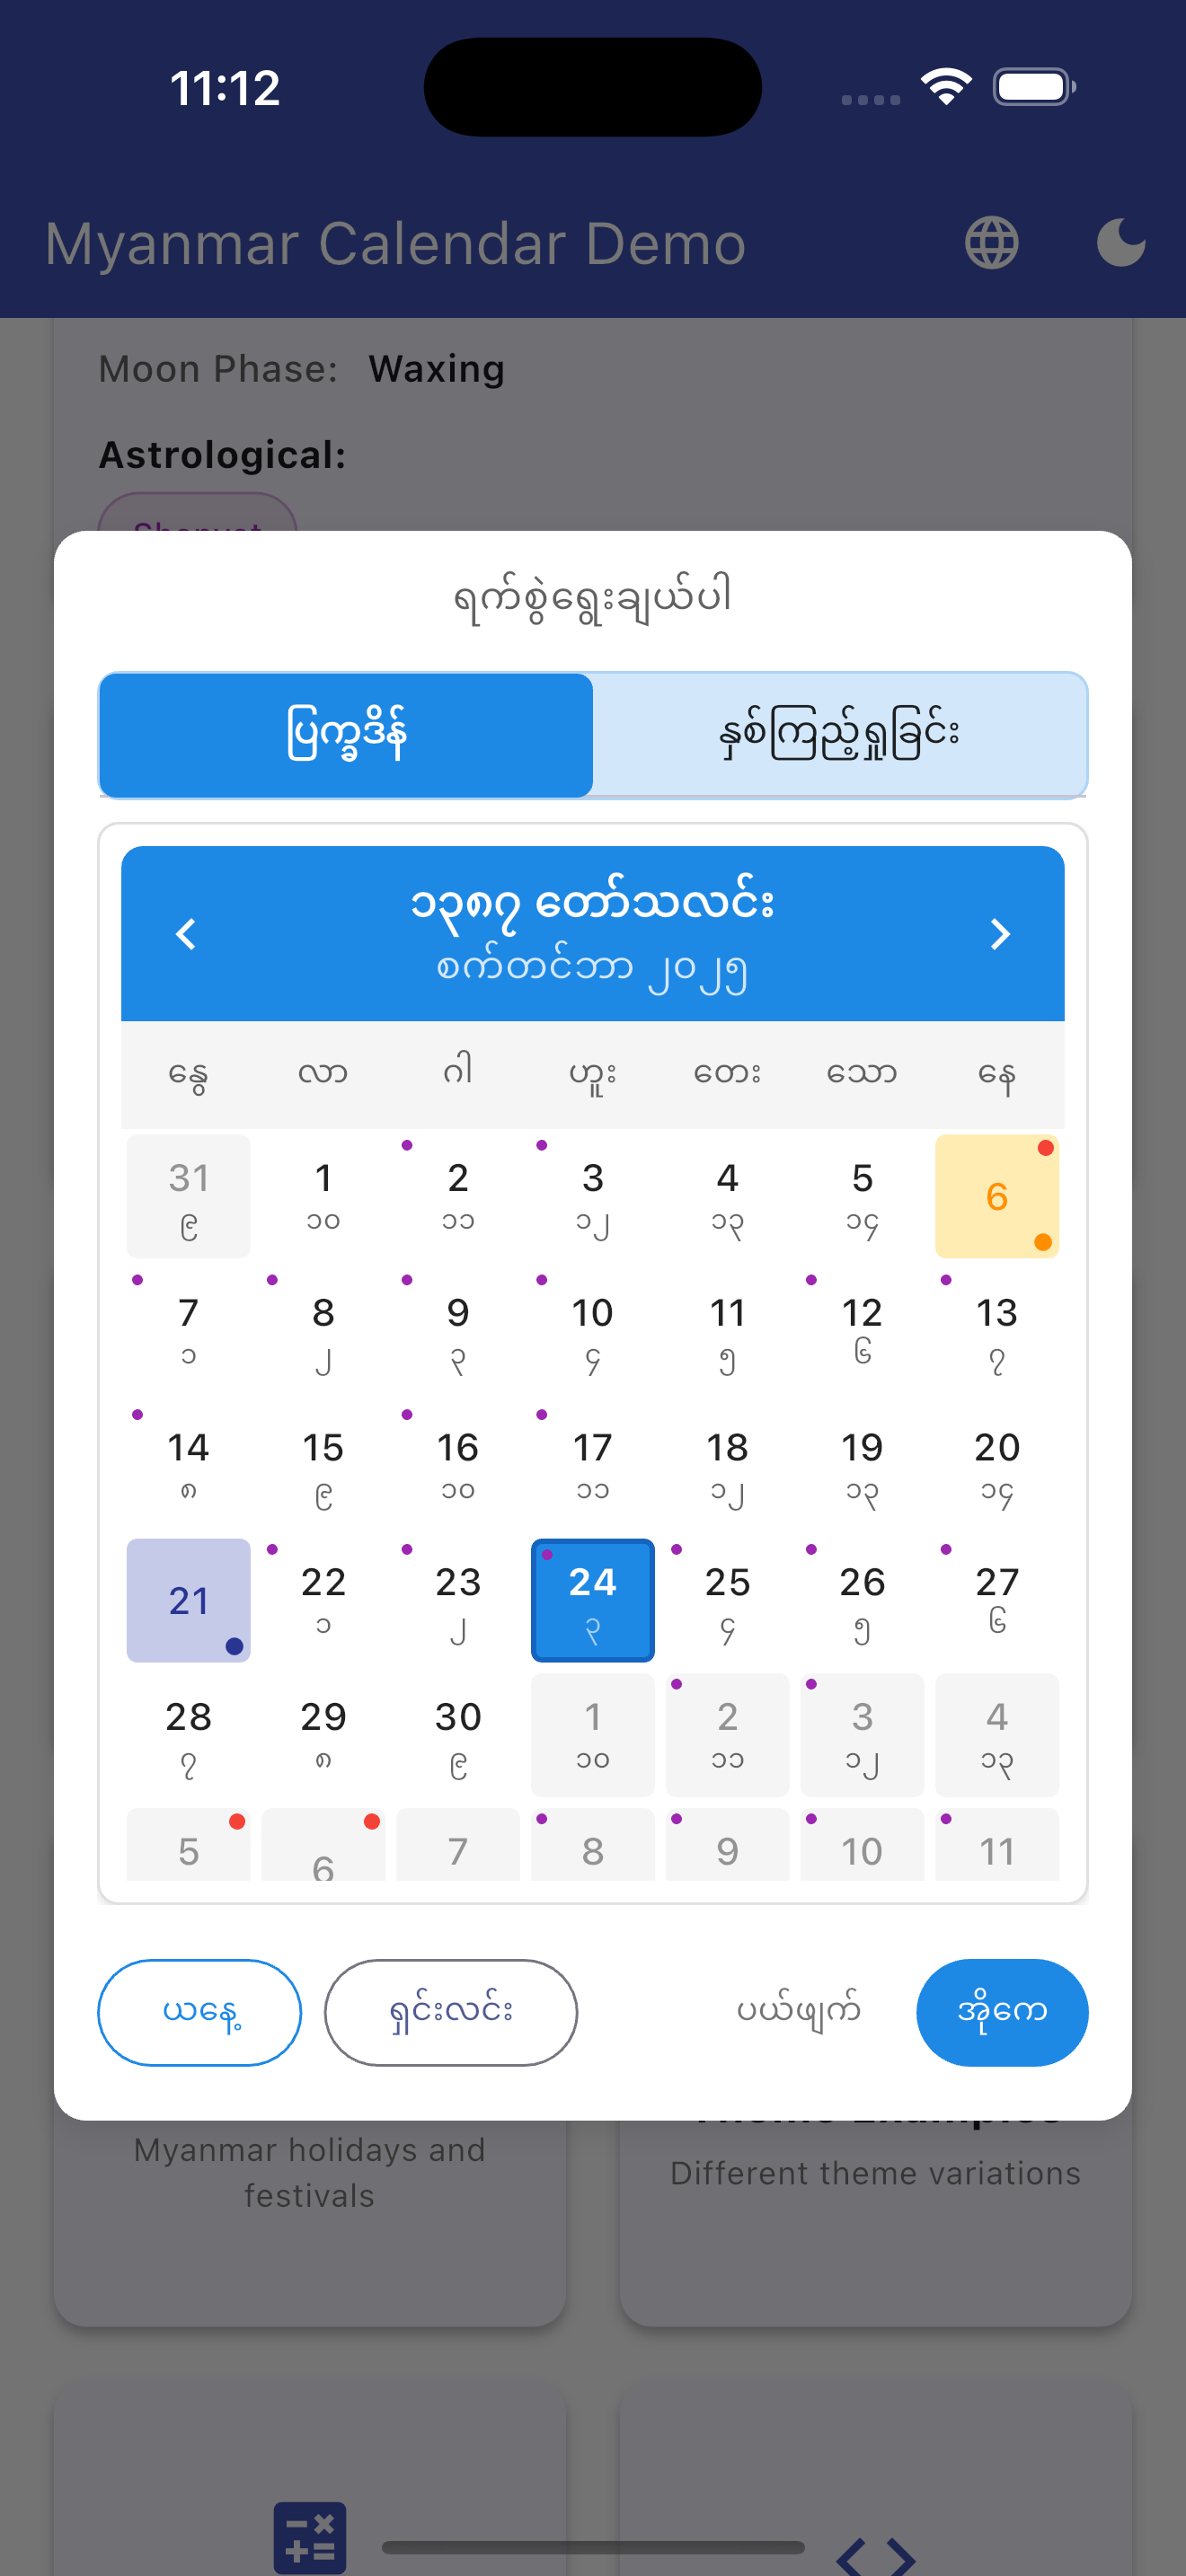 11:12
Myanmar Calendar Demo
Moon Phase: Waxing
Astrological:
ရက်စွဲရွေးချယ်ပါ
ပြက္ခဒိန် နှစ်ကြည့်ရှုခြင်း
၁၃၈၇ တော်သလင်း
စက်တင်ဘာ ၂၀၂၅
နွေ လာ ဂါ ဟူး တေး သော နေ
31 1 2 3 4 5 6
၉ ၁၀ ၁၁ ၁၂ ၁၃ ၁၄
7 8 9 10 11 12 13
၁ ၂ ၃ ၄ ၅ ၆ ၇
14 15 16 17 18 19 20
၈ ၉ ၁၀ ၁၁ ၁၂ ၁၃ ၁၄
21 22 23 24 25 26 27
၁ ၂ ၃ ၄ ၅ ၆
28 29 30 1 2 3 4
၇ ၈ ၉ ၁၀ ၁၁ ၁၂ ၁၃
5 6 7 8 9 10 11
ယနေ့ ရှင်းလင်း ပယ်ဖျက် အိုကေ
Myanmar holidays and
festivals
Different theme variations